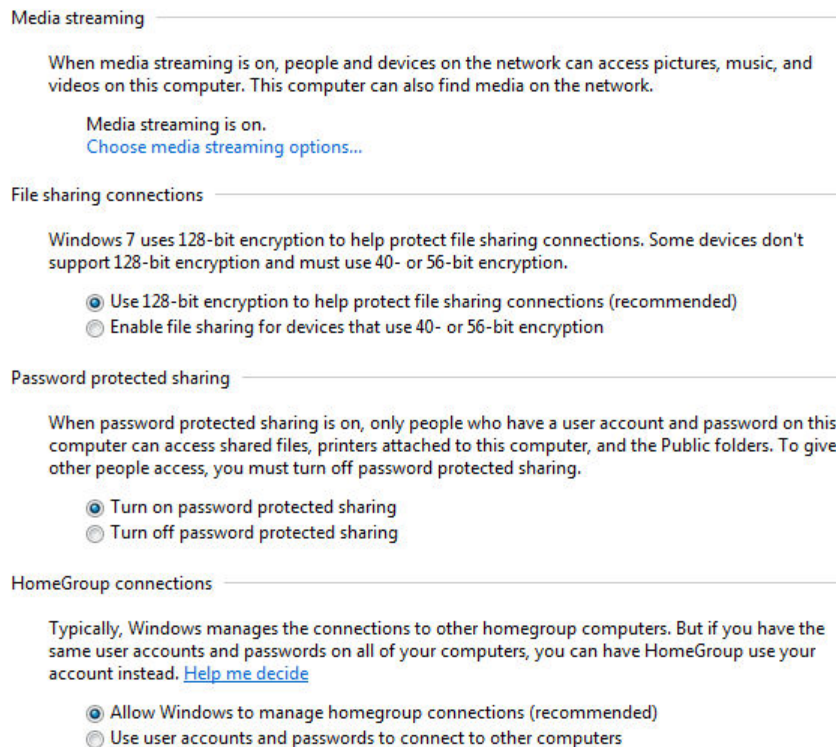 Media streaming
When media streaming is on, people and devices on the network can access pictures, music, and
videos on this computer. This computer can also find media on the network.
Media streaming is on.
Choose media streaming options...
File sharing connections
Windows 7 uses 128-bit encryption to help protect file sharing connections. Some devices don't
support 128-bit encryption and must use 40- or 56-bit encryption.
Use 128-bit encryption to help protect file sharing connections (recommended)
Enable file sharing for devices that use 40- or 56-bit encryption
Password protected sharing
When password protected sharing is on, only people who have a user account and password on this
computer can access shared files, printers attached to this computer, and the Public folders. To give
other people access, you must turn off password protected sharing.
Turn on password protected sharing
Turn off password protected sharing
HomeGroup connections
Typically, Windows manages the connections to other homegroup computers. But if you have the
same user accounts and passwords on all of your computers, you can have HomeGroup use your
account instead. Help me decide
Allow Windows to manage homegroup connections (recommended)
Use user accounts and passwords to connect to other computers